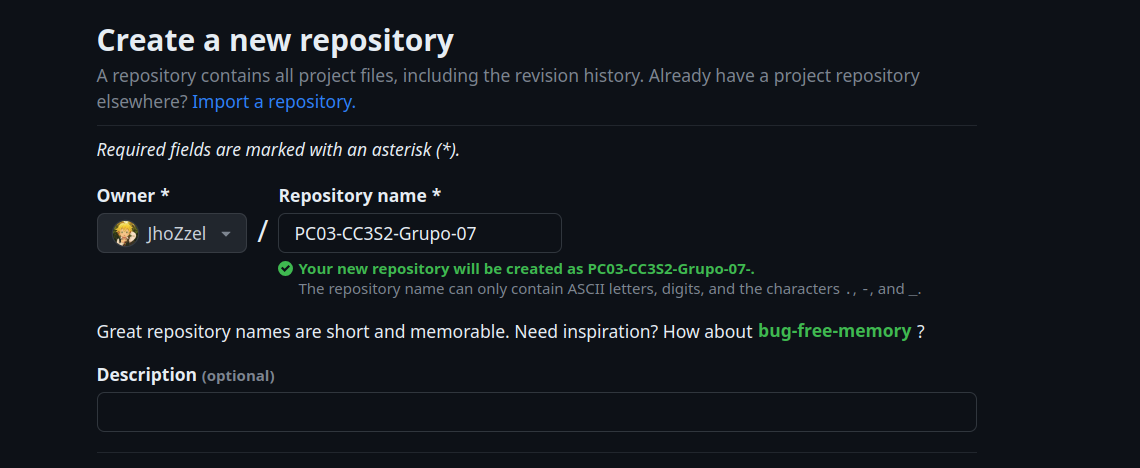 Create a new repository
A repository contains all project files, including the revision history. Already have a project repository
elsewhere? Import a repository.
Required fields are marked with an asterisk (*).
Owner *
Repository name *
JhoZzel
/
PC03-CC3S2-Grupo-07
Your new repository will be created as PC03-CC3S2-Grupo-07-.
The repository name can only contain ASCII letters, digits, and the characters ., -, and _.
Great repository names are short and memorable. Need inspiration? How about bug-free-memory ?
Description (optional)